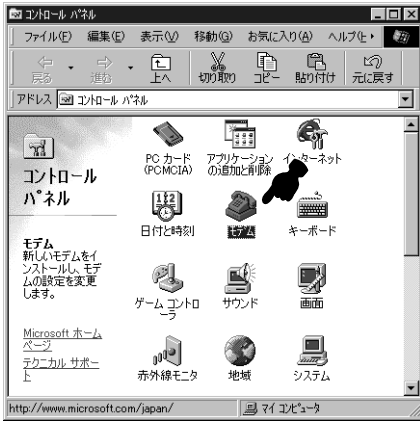 コントロール パネル
ファイル(F) 編集(E) 表示(V) 移動(G) お気に入り(A) ヘルプ(H)
戻る 進む 上へ 切り取り コピー 貼り付け 元に戻す
アドレス コントロール パネル
コントロール
パネル
モデム
新しいモデムをイ
ンストールし、モデ
ムの設定を変更
します。
Microsoft ホーム
ページ
テクニカル サポー
ト
PC カード
(PCMCIA)
アプリケーション
の追加と削除
インターネット
日付と時刻
モデム
キーボード
ゲーム コントロ
ーラ
サウンド
画面
赤外線モニタ
地域
システム
http://www.microsoft.com/japan/ マイ コンピュータ